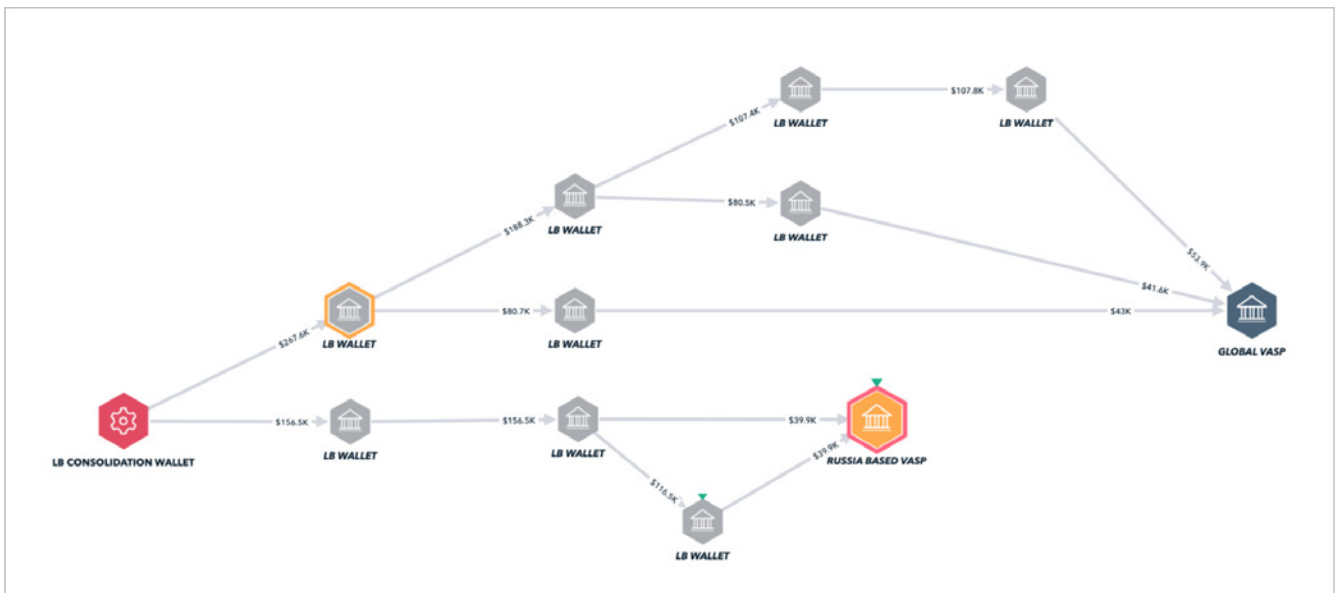 $107.8K
$107.4K
LB WALLET
LB WALLET
$80.5K
$188.3K
LB WALLET
LB WALLET
$53.9K
$41.6K
$267.6K
$80.7K
$43K
LB WALLET
LB WALLET
GLOBAL VASP
$156.5K
$156.5K
$39.9K
LB CONSOLIDATION WALLET
LB WALLET
LB WALLET
$39.9K
RUSSIA BASED VASP
$116.5K
LB WALLET